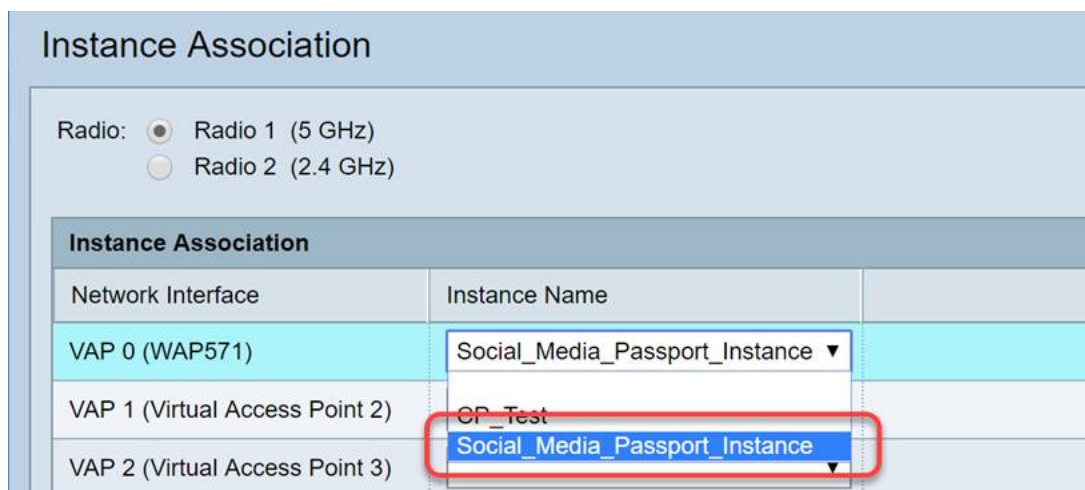 Instance Association
Radio: Radio 1 (5 GHz)
Radio 2 (2.4 GHz)
Instance Association
Network Interface Instance Name
VAP 0 (WAP571) Social_Media_Passport_Instance
VAP 1 (Virtual Access Point 2) CP_Test
Social_Media_Passport_Instance
VAP 2 (Virtual Access Point 3)